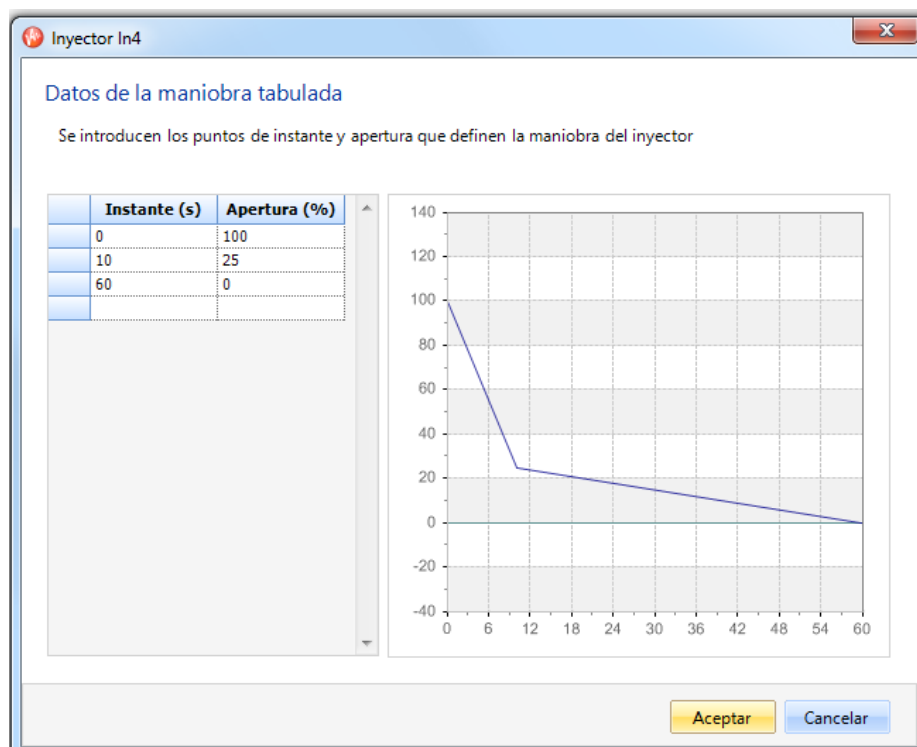 Inyector In4
Datos de la maniobra tabulada
Se introducen los puntos de instante y apertura que definen la maniobra del inyector
Instante (s) Apertura (%)
0 100
10 25
60 0
140
120
100
80
60
40
20
0
-20
-40
0 6 12 18 24 30 36 42 48 54 60
Aceptar Cancelar